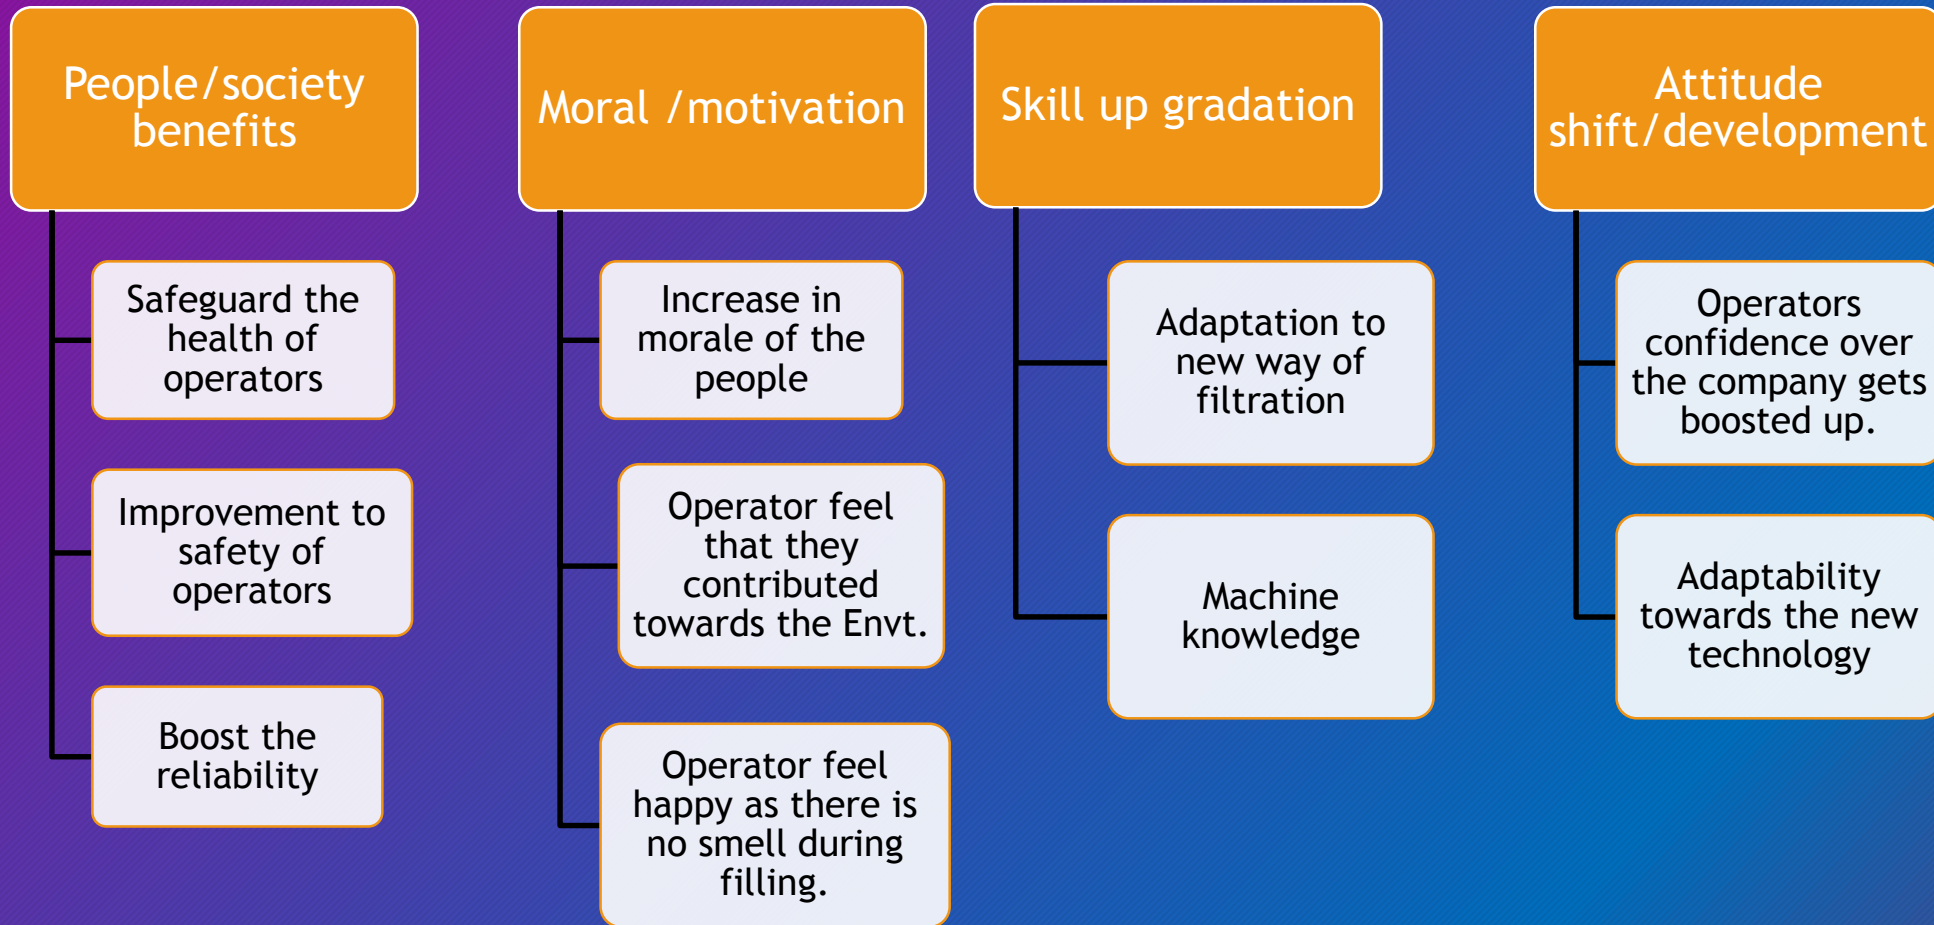 People/society
benefits
Safeguard the
health of
operators
Improvement to
safety of
operators
Boost the
reliability
Moral /motivation
Increase in
morale of the
people
Operator feel
that they
contributed
towards the Envt.
Operator feel
happy as there is
no smell during
filling.
Skill up gradation
Adaptation to
new way of
filtration
Machine
knowledge
Attitude
shift/development
Operators
confidence over
the company gets
boosted up.
Adaptability
towards the new
technology